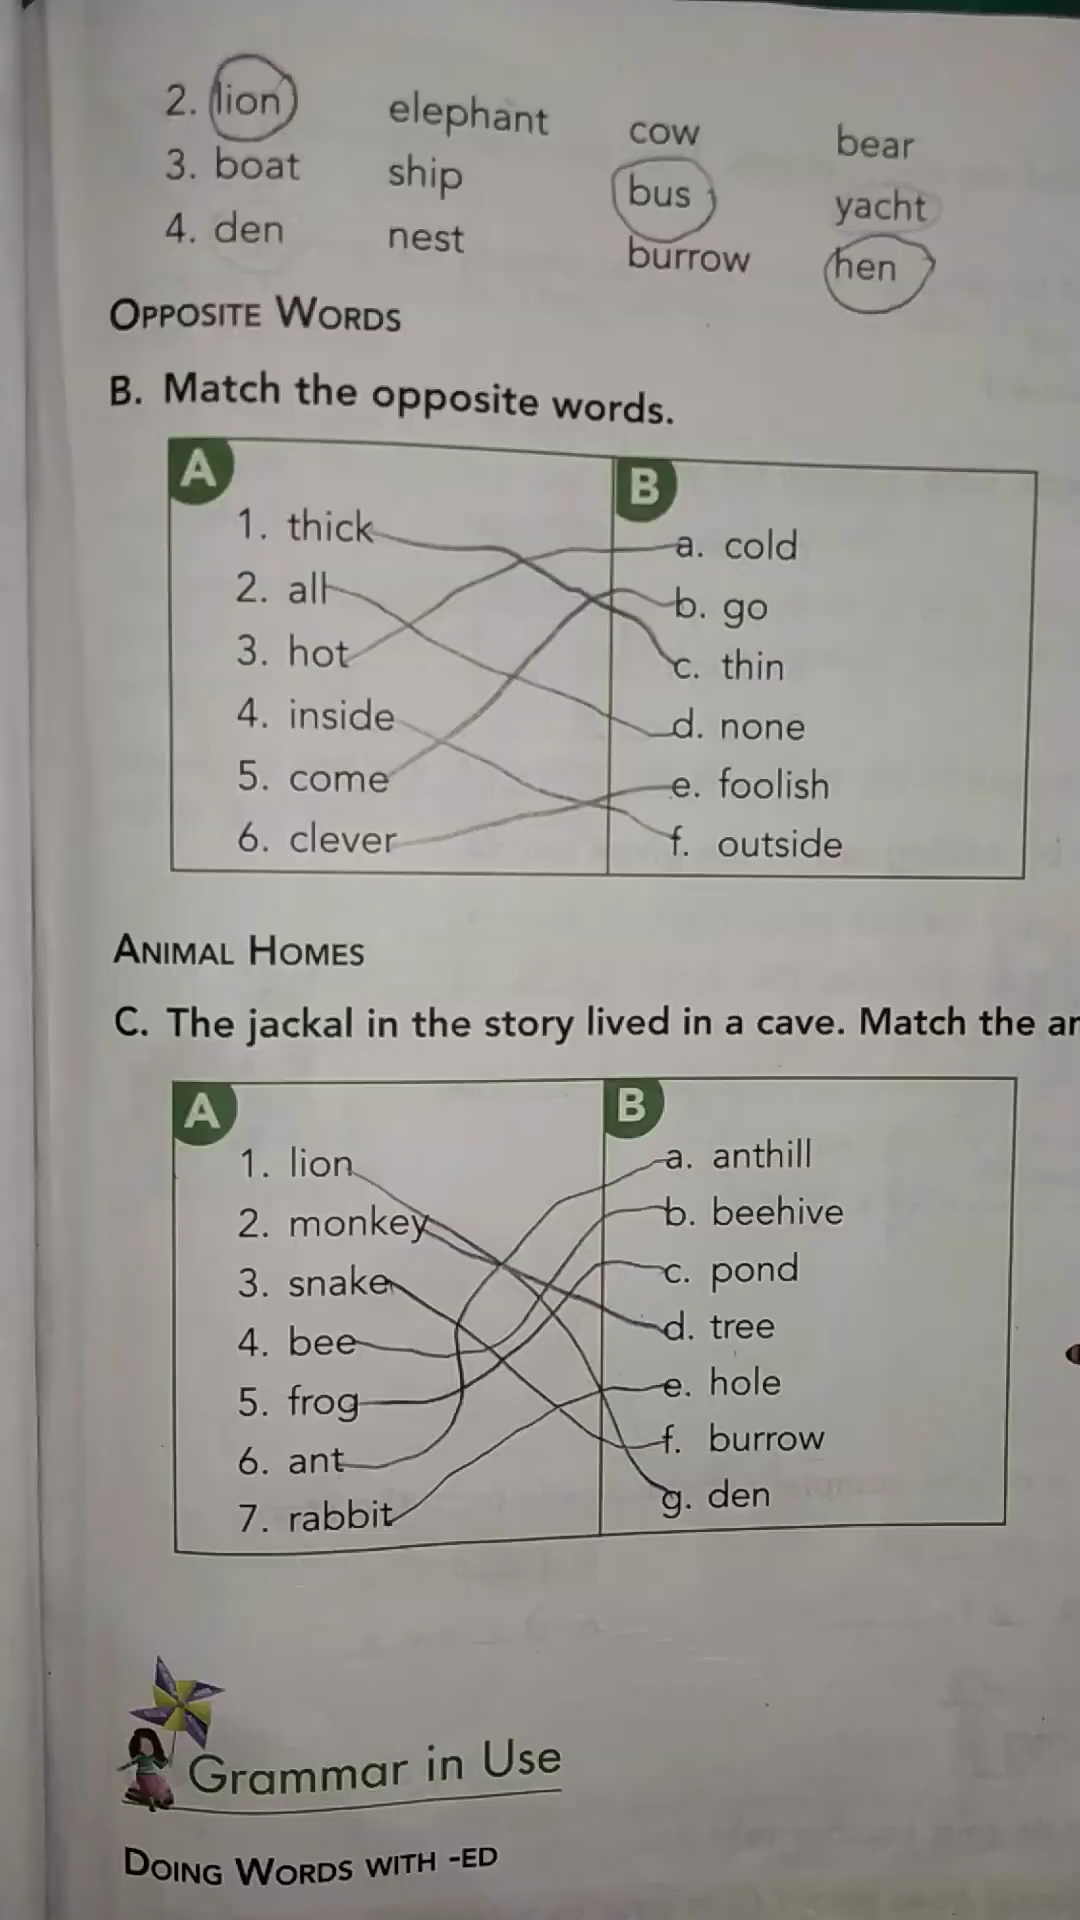 2. lion elephant cow bear
3. boat ship bus yacht
4. den nest burrow hen
OPPOSITE WORDS
B. Match the opposite words.
A B
1. thick a. cold
2. all b. go
3. hot c. thin
4. inside d. none
5. come e. foolish
6. clever f. outside
ANIMAL HOMES
C. The jackal in the story lived in a cave. Match the
A B
1. lion a. anthill
2. monkey b. beehive
3. snake c. pond
4. bee d. tree
5. frog e. hole
6. ant f. burrow
7. rabbit g. den
Grammar in Use
DOING WORDS WITH -ED